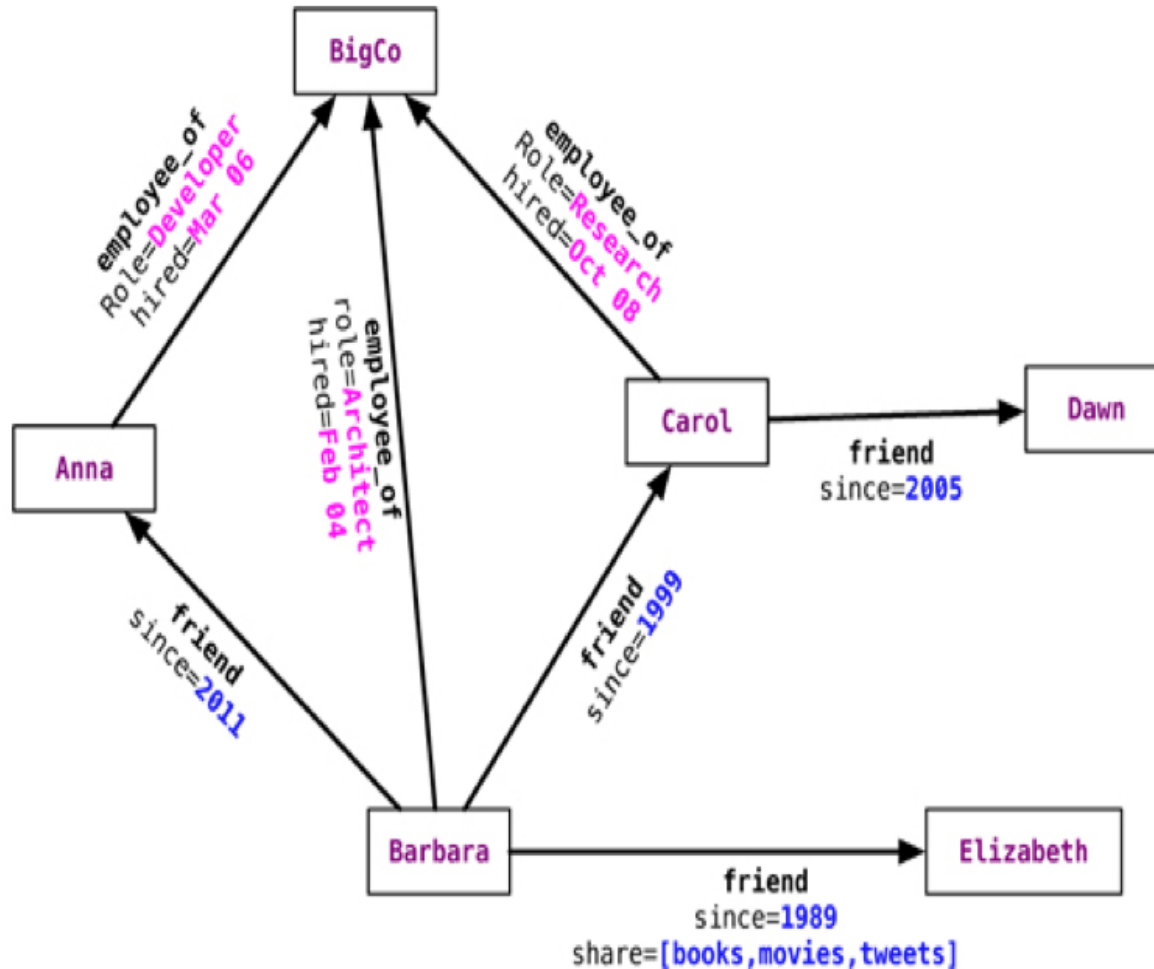 BigCo
employee_of
Role=Developer
hired=Mar 06
employee_of
Role=Research
hired=Oct 08
employee_of
role=Architect
hired=Feb 04
Anna
Carol
Dawn
friend
since=2005
friend
since=2011
friend
since=1999
Barbara
Elizabeth
friend
since=1989
share=[books,movies,tweets]